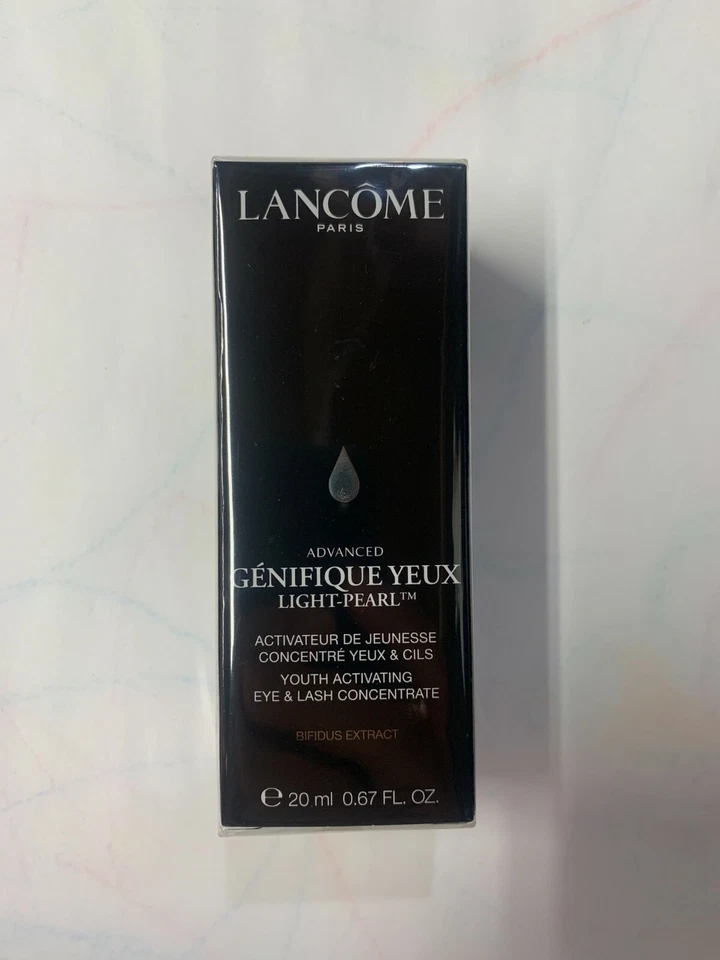 LANCÔME
PARIS
ADVANCED
GÉNIFIQUE YEUX
LIGHT-PEARL™
ACTIVATEUR DE JEUNESSE
CONCENTRÉ YEUX & CILS
YOUTH ACTIVATING
EYE & LASH CONCENTRATE
BIFIDUS EXTRACT
℮ 20 ml 0.67 FL. OZ.